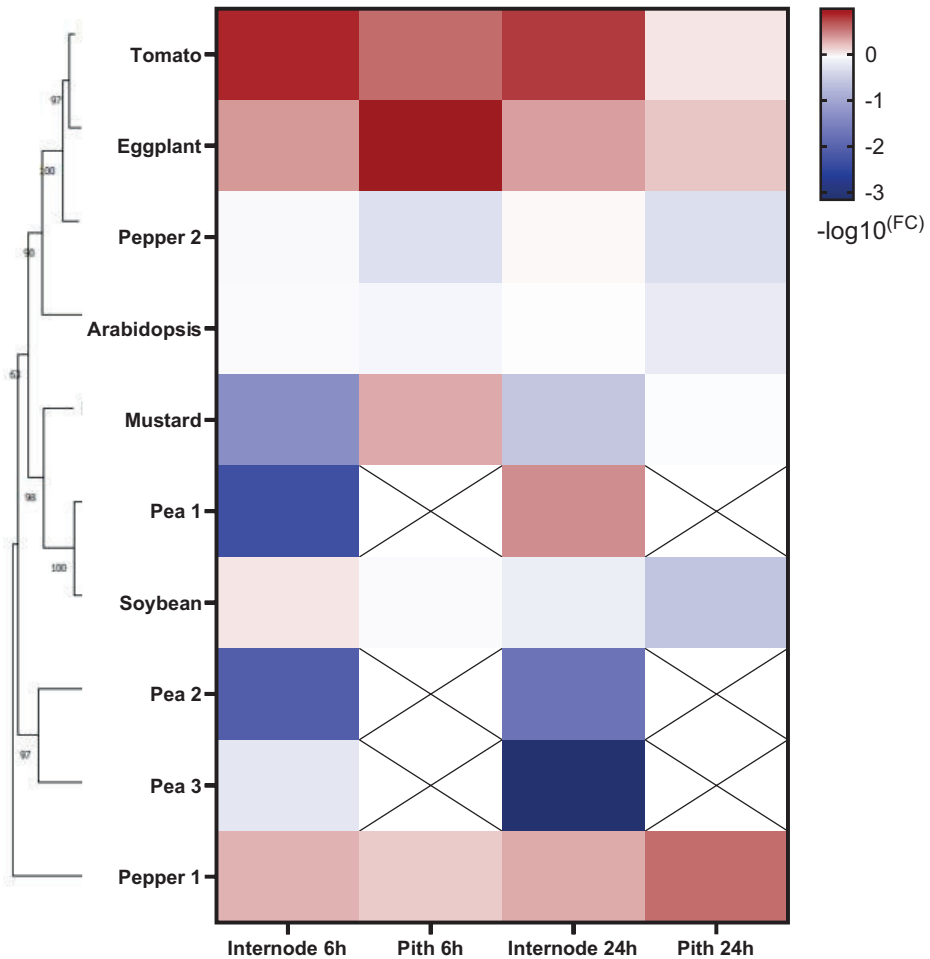 Tomato
Eggplant
Pepper 2
Arabidopsis
Mustard
Pea 1
Soybean
Pea 2
Pea 3
Pepper 1
Internode 6h
Pith 6h
Internode 24h
Pith 24h
0
-1
-2
-3
-log10(FC)
97
100
90
63
98
100
97